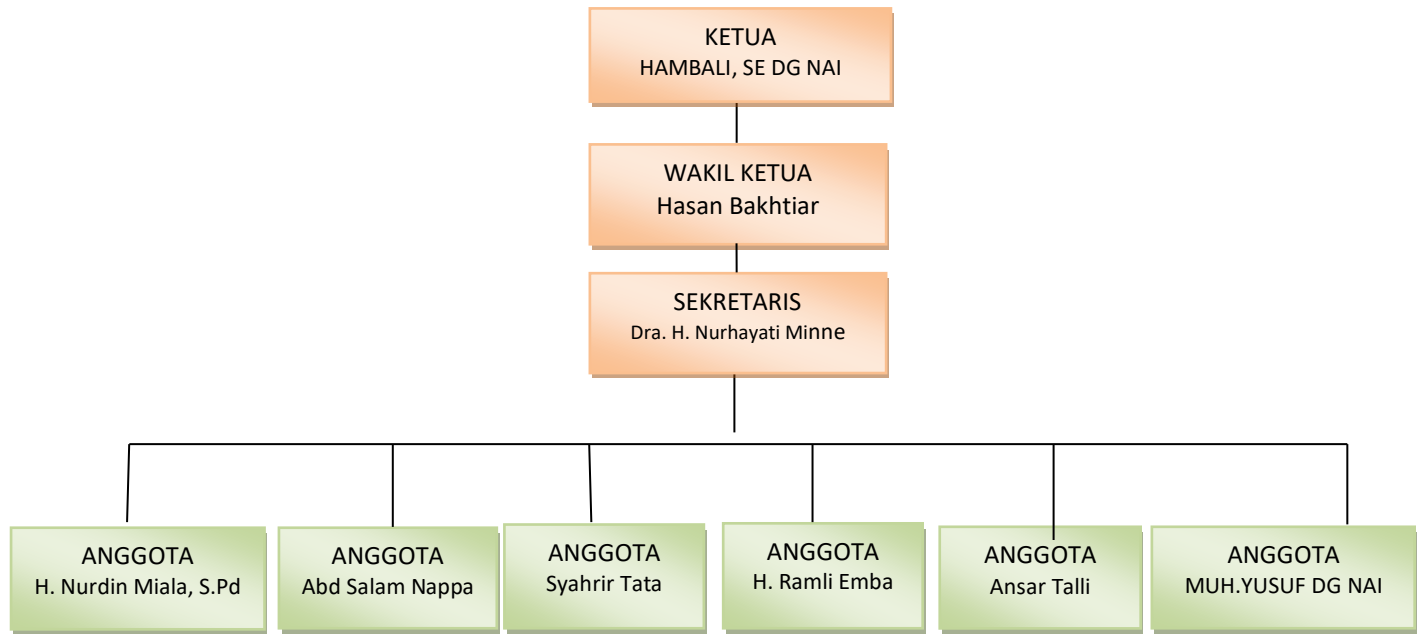 KETUA
HAMBALI, SE DG NAI
WAKIL KETUA
Hasan Bakhtiar
SEKRETARIS
Dra. H. Nurhayati Minne
ANGGOTA
H. Nurdin Miala, S.Pd
ANGGOTA
Abd Salam Nappa
ANGGOTA
Syahrir Tata
ANGGOTA
H. Ramli Emba
ANGGOTA
Ansar Talli
ANGGOTA
MUH.YUSUF DG NAI